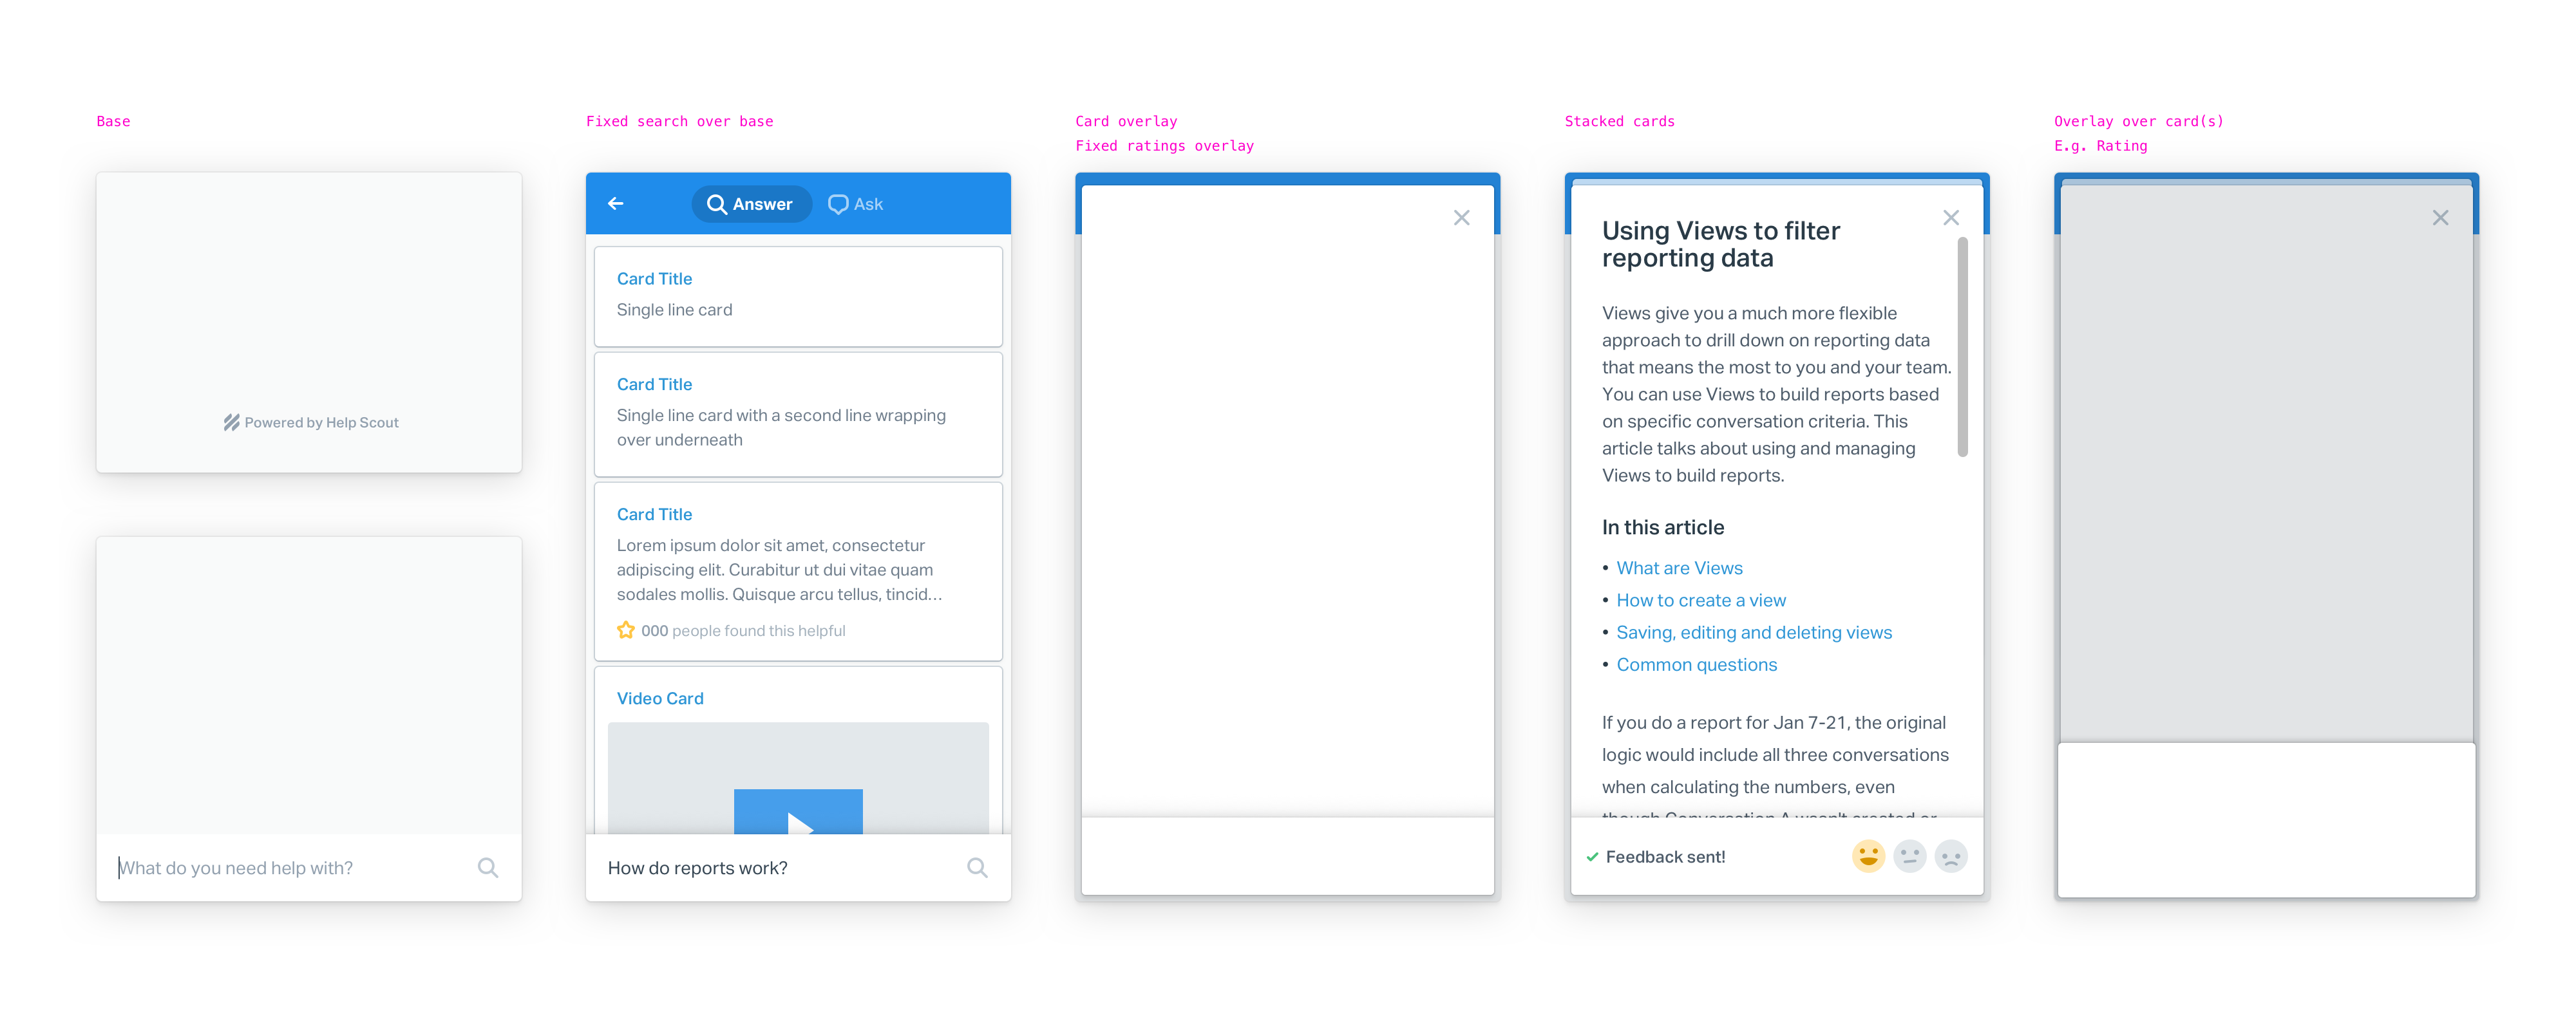 Base
Powered by Help Scout
What do you need help with?
Fixed search over base
Answer
Ask
Card Title
Single line card
Card Title
Single line card with a second line wrapping
over underneath
Card Title
Lorem ipsum dolor sit amet, consectetur
adipiscing elit. Curabitur ut dui vitae quam
sodales mollis. Quisque arcu tellus, tincid...
000 people found this helpful
Video Card
How do reports work?
Card overlay
Fixed ratings overlay
Stacked cards
Using Views to filter
reporting data
Views give you a much more flexible
approach to drill down on reporting data
that means the most to you and your team.
You can use Views to build reports based
on specific conversation criteria. This
article talks about using and managing
Views to build reports.
In this article
• What are Views
• How to create a view
• Saving, editing and deleting views
• Common questions
If you do a report for Jan 7-21, the original
logic would include all three conversations
when calculating the numbers, even
though Conversation A wasn't created or
Feedback sent!
Overlay over card(s)
E.g. Rating